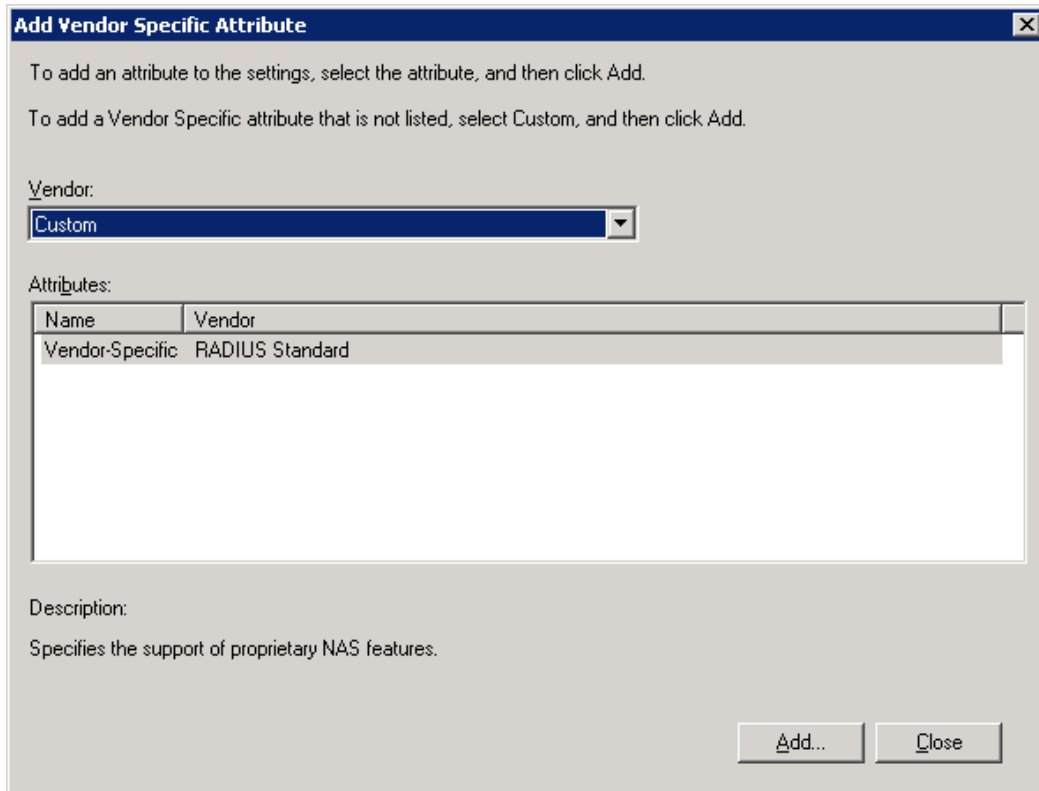 Add Vendor Specific Attribute
To add an attribute to the settings, select the attribute, and then click Add.
To add a Vendor Specific attribute that is not listed, select Custom, and then click Add.
Vendor:
Custom
Attributes:
Name Vendor
Vendor-Specific RADIUS Standard
Description:
Specifies the support of proprietary NAS features.
Add... Close